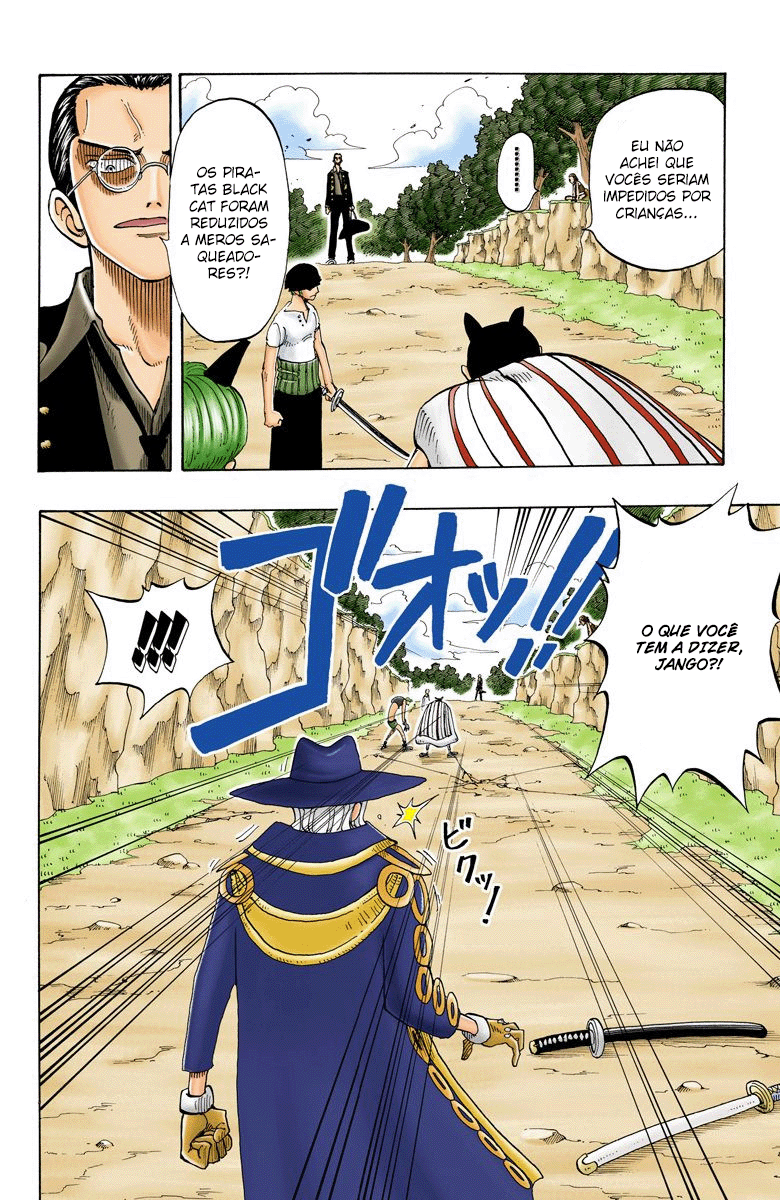 EU NÃO
ACHEI QUE
VOCÊS SERIAM
IMPEDIDOS POR
CRIANÇAS...
..........
OS PIRA-
TAS BLACK
CAT FORAM
REDUZIDOS
A MEROS SA-
QUEADO-
RES?!
O QUE VOCÊ
TEM A DIZER,
JANGO?!
ゴオッ!!
!!!!
ビクッ!